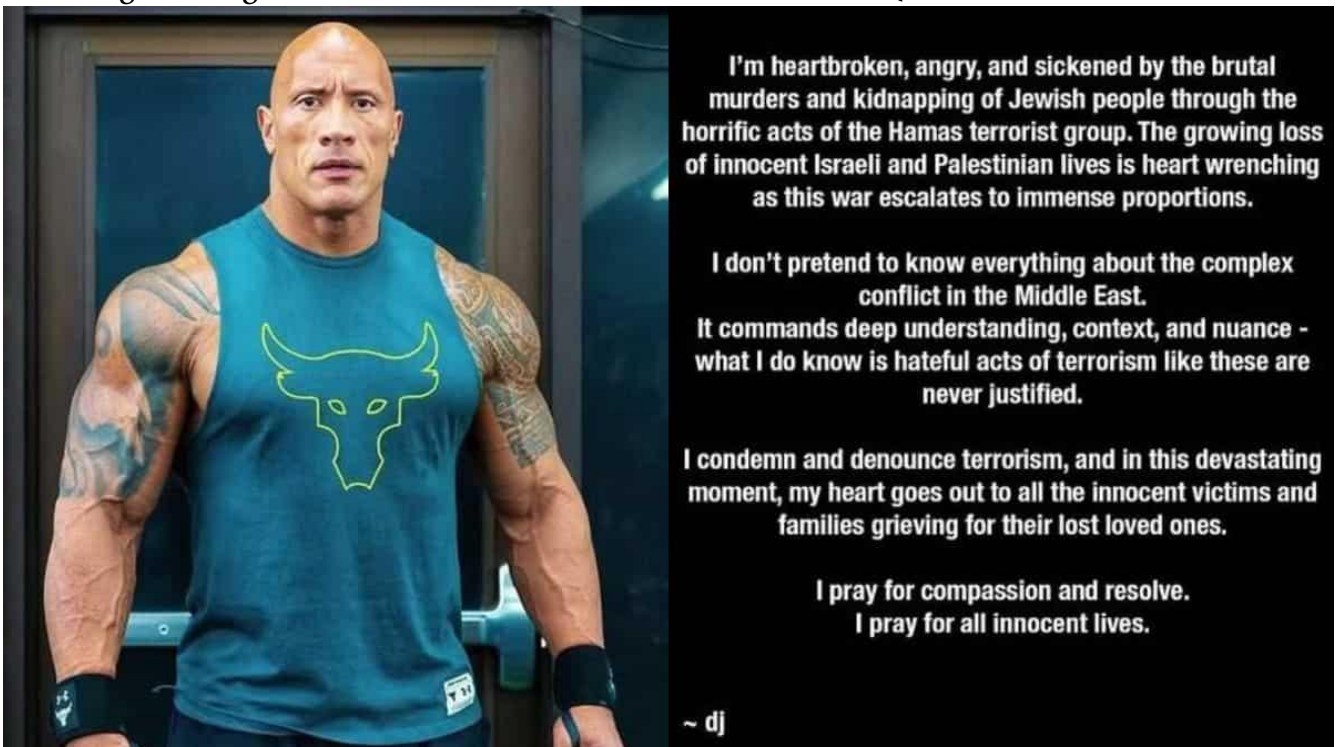 I'm heartbroken, angry, and sickened by the brutal
murders and kidnapping of Jewish people through the
horrific acts of the Hamas terrorist group. The growing loss
of innocent Israeli and Palestinian lives is heart wrenching
as this war escalates to immense proportions.
I don't pretend to know everything about the complex
conflict in the Middle East.
It commands deep understanding, context, and nuance -
what I do know is hateful acts of terrorism like these are
never justified.
I condemn and denounce terrorism, and in this devastating
moment, my heart goes out to all the innocent victims and
families grieving for their lost loved ones.
I pray for compassion and resolve.
I pray for all innocent lives.
~ dj